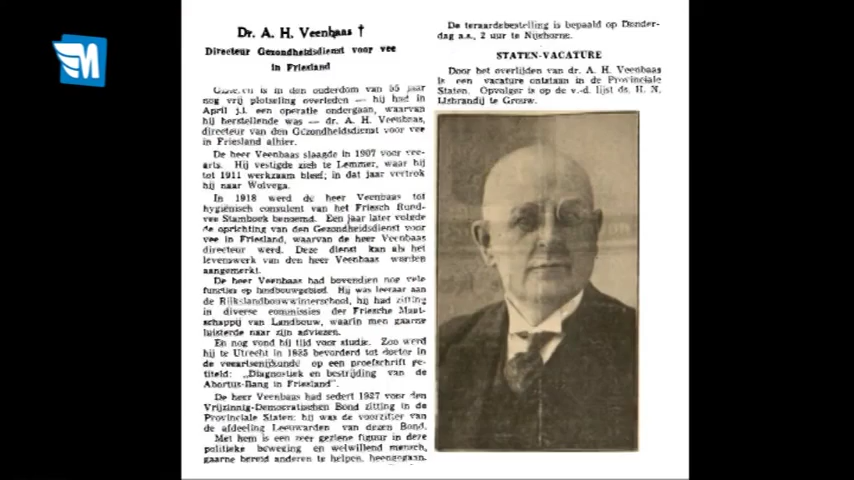 Dr. A. H. Veenbaas †
Directeur Gezondheidsdienst voor vee
in Friesland
is in den ouderdom van 55 jaar
nog vrij plotseling overleden — hij had in
April j.l. een operatie ondergaan, waarvan
hij herstellende was — dr. A. H. Veenbaas,
directeur van den Gezondheidsdienst voor vee
in Friesland alhier.
De heer Veenbaas slaagde in 1907 voor vee-
arts. Hij vestigde zich te Lemmer, waar hij
tot 1911 werkzaam bleef; in dat jaar vertrok
hij naar Wolvega.
In 1918 werd de heer Veenbaas tot
hygiënisch consulent van het Friesch Rund-
vee Stamboek benoemd. Een jaar later volgde
de oprichting van den Gezondheidsdienst voor
vee in Friesland, waarvan de heer Veenbaas
directeur werd. Deze dienst kan als het
levenswerk van den heer Veenbaas worden
aangemerkt.
De heer Veenbaas had bovendien nog vele
functies op landbouwgebied. Hij was leeraar aan
de Rijkslandbouwwinterschool, hij had zitting
in diverse commissies der Friesche Maat-
schappij van Landbouw, waarin men gaarne
luisterde naar zijn adviezen.
En nog vond hij tijd voor studie. Zoo werd
hij te Utrecht in 1935 bevorderd tot doctor in
de veeartsenijkunde op een proefschrift ge-
titeld: „Diagnostiek en bestrijding van de
Abortus-Bang in Friesland".
De heer Veenbaas had sedert 1927 voor den
Vrijzinnig-Democratischen Bond zitting in de
Provinciale Staten; hij was de voorzitter van
de afdeeling Leeuwarden van dezen Bond.
Met hem is een zeer geziene figuur in deze
politieke beweging en welwillend mensch,
gaarne bereid anderen te helpen, heengegaan.
De teraardebestelling is bepaald op Donder-
dag a.s., 2 uur te Nijehorne.
STATEN-VACATURE
Door het overlijden van dr. A. H. Veenbaas
is een vacature ontstaan in de Provinciale
Staten. Opvolger is op de v.-d. lijst ds. H. N.
IJsbrandij te Grouw.